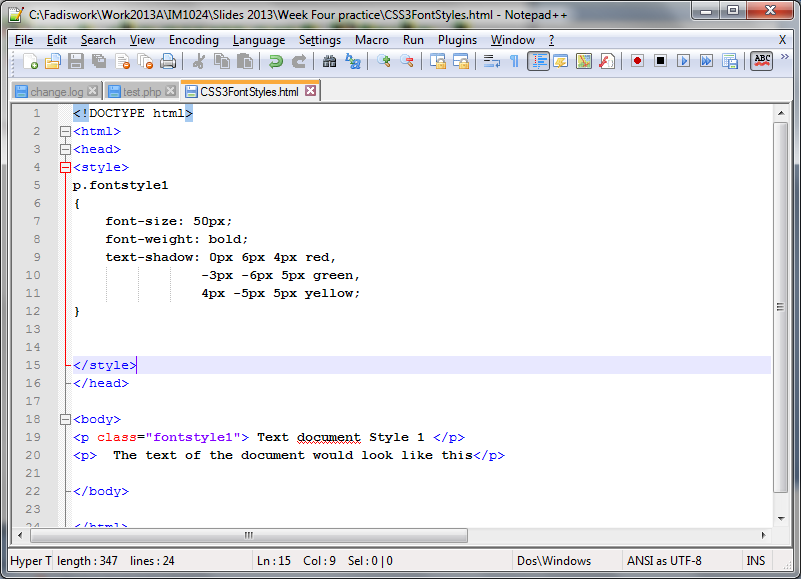 C:\Fadiswork\Work2013A\IM1024\Slides 2013\Week Four practice\CSS3FontStyles.html - Notepad++
File Edit Search View Encoding Language Settings Macro Run Plugins Window ? X
ABC »
change.log test.php CSS3FontStyles.html
1 <!DOCTYPE html>
2 <html>
3 <head>
4 <style>
5 p.fontstyle1
6 {
7 font-size: 50px;
8 font-weight: bold;
9 text-shadow: 0px 6px 4px red,
10 -3px -6px 5px green,
11 4px -5px 5px yellow;
12 }
13
14
15 </style>
16 </head>
17
18 <body>
19 <p class="fontstyle1"> Text document Style 1 </p>
20 <p>  The text of the document would look like this</p>
21
22 </body>
23
24 </html>
Hyper T length : 347 lines : 24 Ln : 15 Col : 9 Sel : 0 | 0 Dos\Windows ANSI as UTF-8 INS